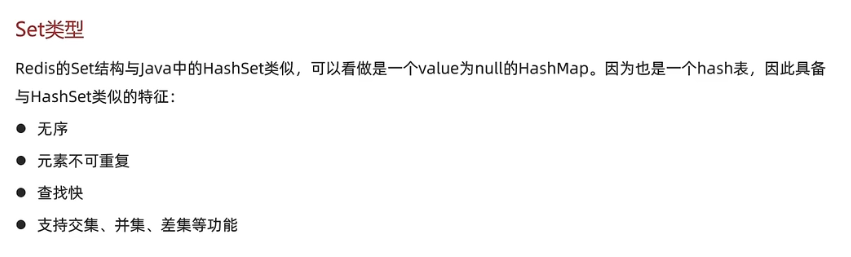 Set类型
Redis的Set结构与Java中的HashSet类似，可以看做是一个value为null的HashMap。因为也是一个hash表，因此具备
与HashSet类似的特征：
● 无序
● 元素不可重复
● 查找快
● 支持交集、并集、差集等功能